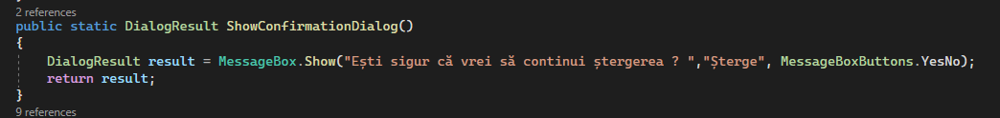 2 references
public static DialogResult ShowConfirmationDialog()
{
DialogResult result = MessageBox.Show("Ești sigur că vrei să continui ștergerea ? ","Șterge", MessageBoxButtons.YesNo);
return result;
}
9 references